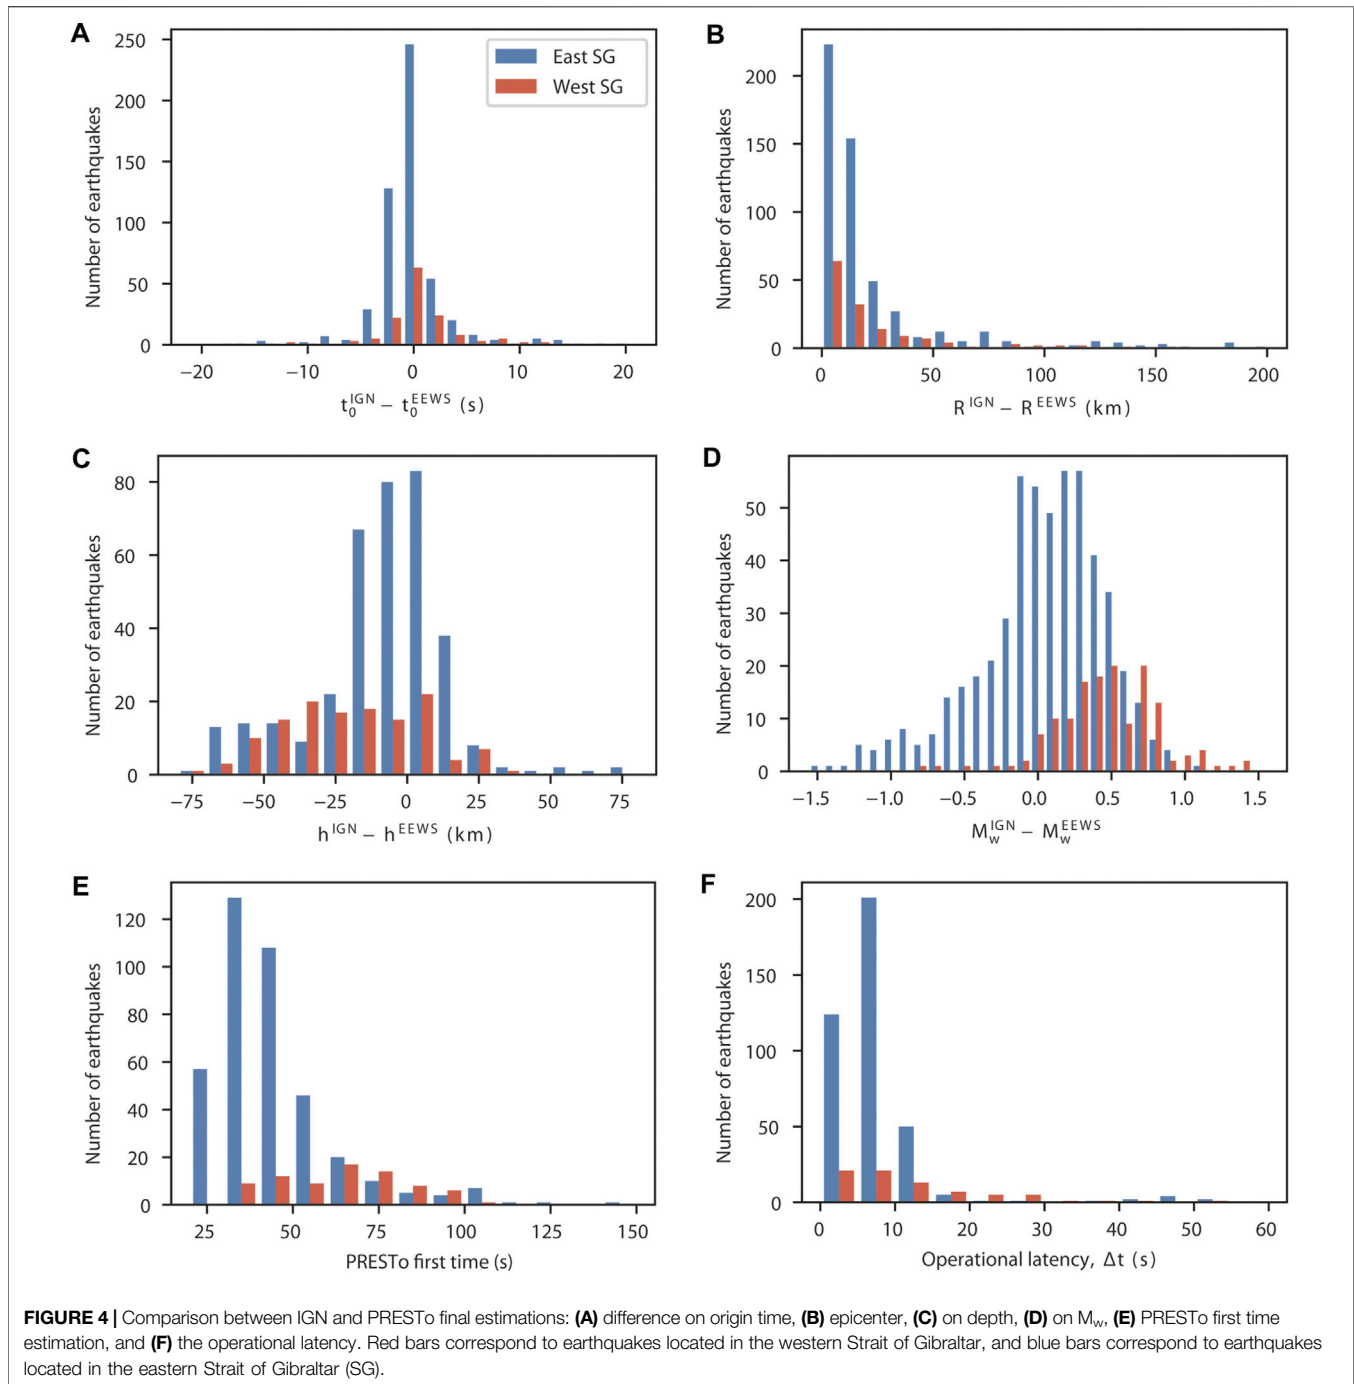 A
250
200
150
100
50
0
Number of earthquakes
East SG
West SG
−20 −10 0 10 20
t₀ᴵᴳᴺ − t₀ᴱᴱᵂˢ (s)
B
200
150
100
50
0
Number of earthquakes
0 50 100 150 200
Rᴵᴳᴺ − Rᴱᴱᵂˢ (km)
C
80
60
40
20
0
Number of earthquakes
−75 −50 −25 0 25 50 75
hᴵᴳᴺ − hᴱᴱᵂˢ (km)
D
50
40
30
20
10
0
Number of earthquakes
−1.5 −1.0 −0.5 0.0 0.5 1.0 1.5
M_wᴵᴳᴺ − M_wᴱᴱᵂˢ
E
120
100
80
60
40
20
0
Number of earthquakes
25 50 75 100 125 150
PRESTo first time (s)
F
200
150
100
50
0
Number of earthquakes
0 10 20 30 40 50 60
Operational latency, Δt (s)
FIGURE 4 | Comparison between IGN and PRESTo final estimations: (A) difference on origin time, (B) epicenter, (C) on depth, (D) on M_w, (E) PRESTo first time
estimation, and (F) the operational latency. Red bars correspond to earthquakes located in the western Strait of Gibraltar, and blue bars correspond to earthquakes
located in the eastern Strait of Gibraltar (SG).